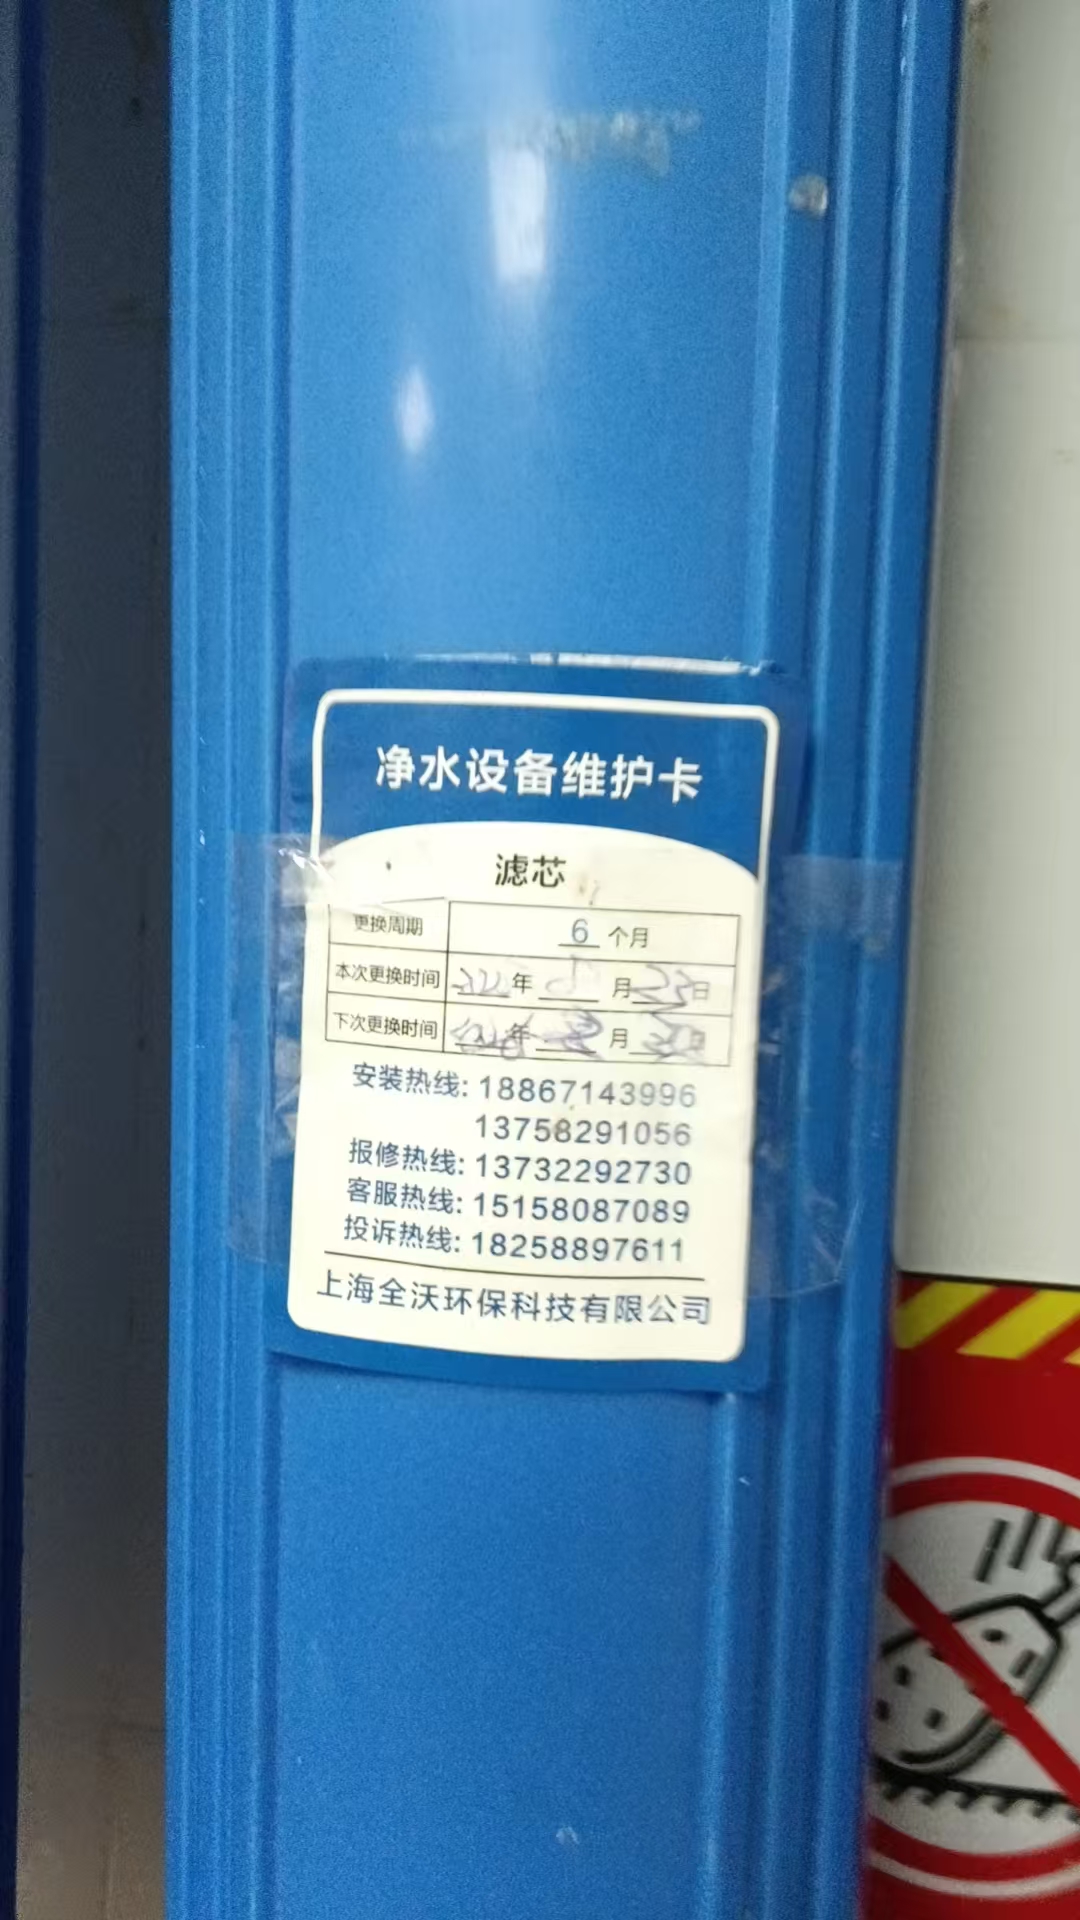 净水设备维护卡
滤芯
更换周期 6 个月
本次更换时间 年 月 23日
下次更换时间 年 月 日
安装热线: 18867143996
13758291056
报修热线: 13732292730
客服热线: 15158087089
投诉热线: 18258897611
上海全沃环保科技有限公司